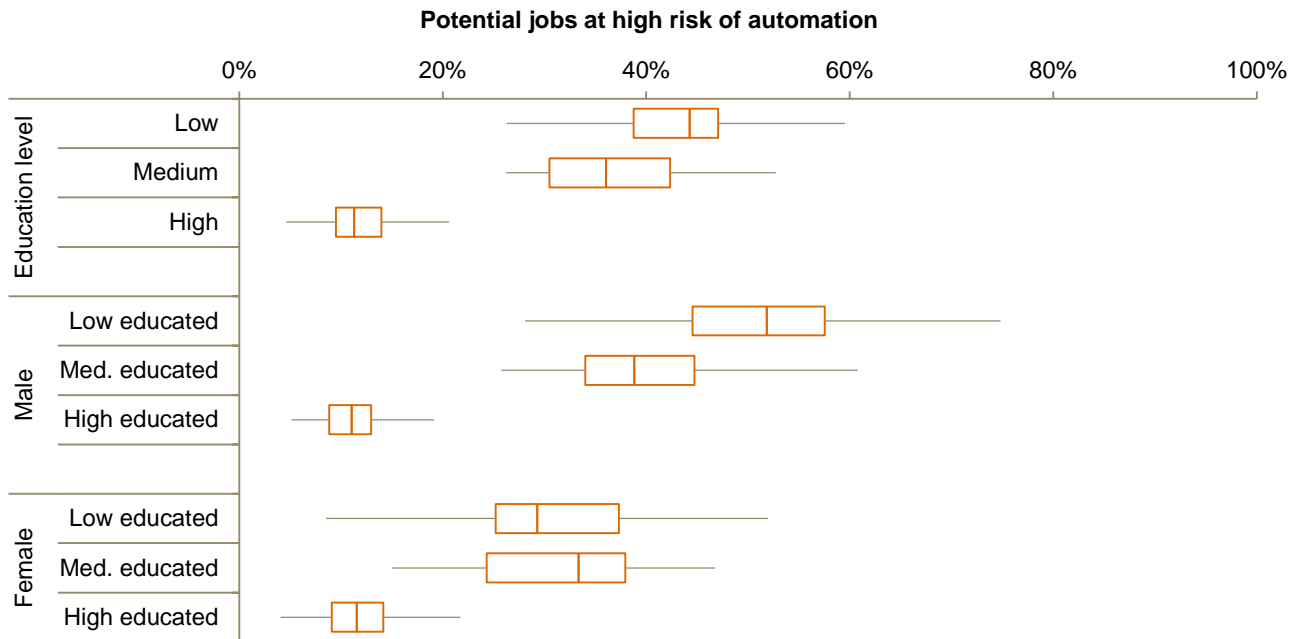 Potential jobs at high risk of automation
0% 20% 40% 60% 80% 100%
Education level
Low
Medium
High
Male
Low educated
Med. educated
High educated
Female
Low educated
Med. educated
High educated